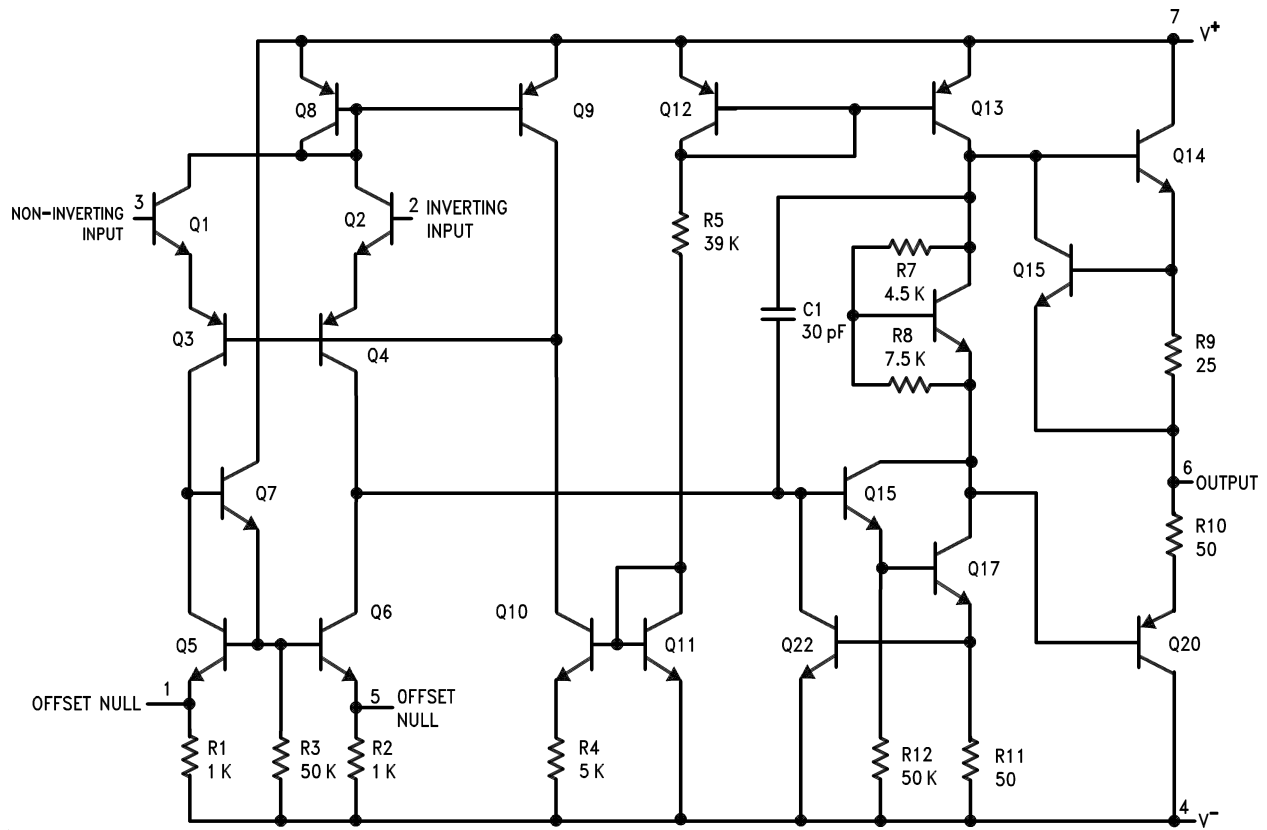 7
V+
Q8
Q9
Q12
Q13
Q14
3
NON-INVERTING
INPUT
Q1
Q2
2 INVERTING
INPUT
R5
39 K
R7
4.5 K
Q15
C1
30 pF
R8
7.5 K
Q3
Q4
R9
25
Q7
Q15
6
OUTPUT
R10
50
Q17
Q5
Q6
Q10
Q11
Q22
Q20
1
OFFSET NULL
5 OFFSET
NULL
R1
1 K
R3
50 K
R2
1 K
R4
5 K
R12
50 K
R11
50
4
V-